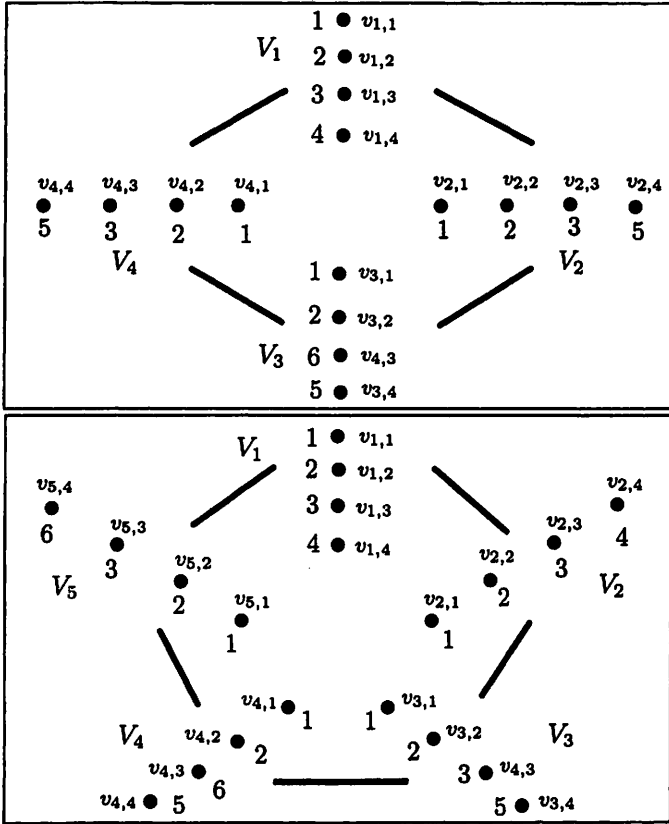 1 v₁,₁
V₁ 2 v₁,₂
3 v₁,₃
4 v₁,₄
v₄,₄ v₄,₃ v₄,₂ v₄,₁ v₂,₁ v₂,₂ v₂,₃ v₂,₄
5 3 2 1 1 2 3 5
V₄ V₂
1 v₃,₁
2 v₃,₂
V₃ 6 v₄,₃
5 v₃,₄
V₁ 1 v₁,₁
2 v₁,₂
3 v₁,₃
4 v₁,₄
v₅,₄ v₂,₄
6 4
v₅,₃ v₂,₃
3 3
V₅ V₂
v₅,₂ v₂,₂
2 2
v₅,₁ v₂,₁
1 1
v₄,₁ 1 1 v₃,₁
V₄ V₃
v₄,₂ 2 2 v₃,₂
v₄,₃ 6 3 v₄,₃
v₄,₄ 5 5 v₃,₄